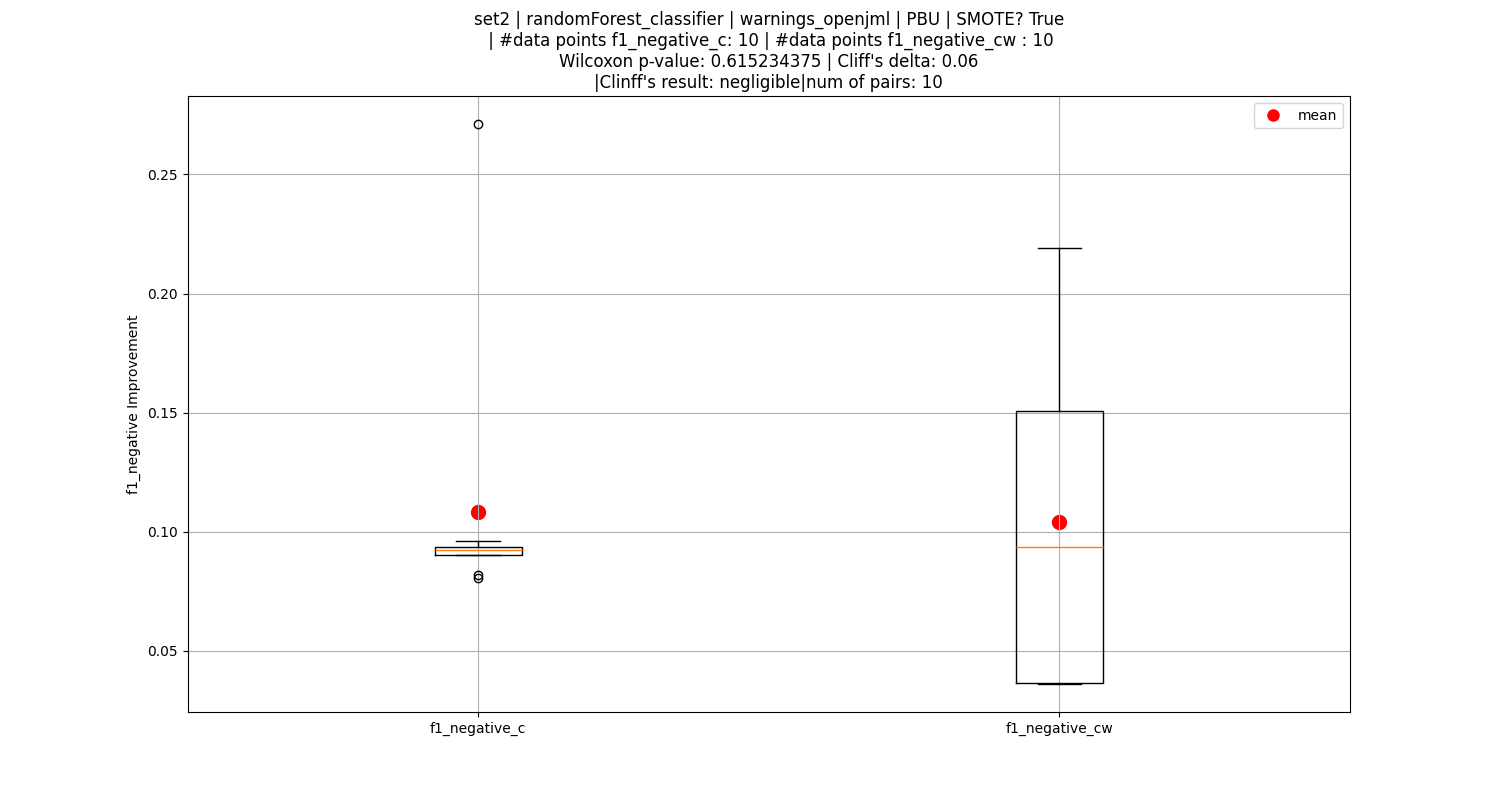 set2 | randomForest_classifier | warnings_openjml | PBU | SMOTE? True
| #data points f1_negative_c: 10 | #data points f1_negative_cw : 10
Wilcoxon p-value: 0.615234375 | Cliff's delta: 0.06
|Clinff's result: negligible|num of pairs: 10
mean
0.25
0.20
0.15
0.10
0.05
f1_negative Improvement
f1_negative_c
f1_negative_cw